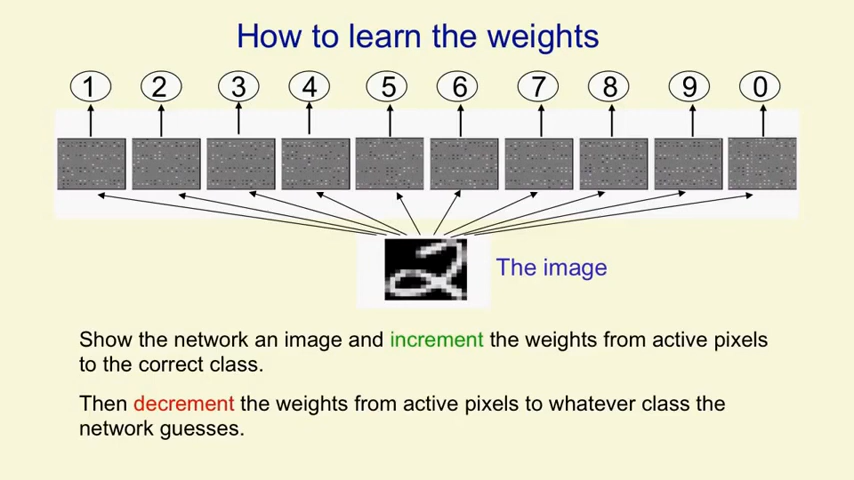 How to learn the weights
1 2 3 4 5 6 7 8 9 0
The image
Show the network an image and increment the weights from active pixels
to the correct class.
Then decrement the weights from active pixels to whatever class the
network guesses.